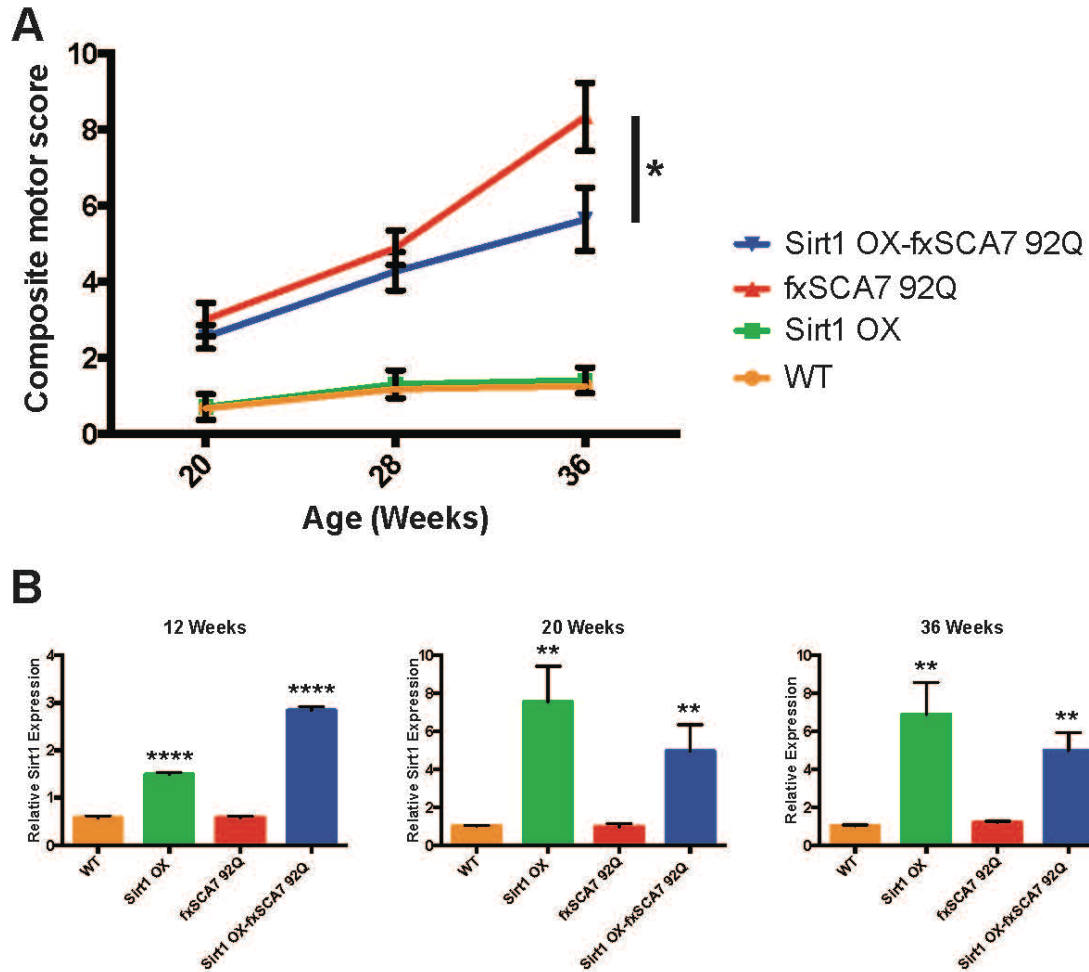 A
Composite motor score
10
8
6
4
2
0
20
28
36
Age (Weeks)
*
Sirt1 OX-fxSCA7 92Q
fxSCA7 92Q
Sirt1 OX
WT
B
12 Weeks
Relative Sirt1 Expression
4
3
2
1
0
****
****
WT
Sirt1 OX
fxSCA7 92Q
Sirt1 OX-fxSCA7 92Q
20 Weeks
Relative Sirt1 Expression
10
8
6
4
2
0
**
**
WT
Sirt1 OX
fxSCA7 92Q
Sirt1 OX-fxSCA7 92Q
36 Weeks
Relative Expression
10
8
6
4
2
0
**
**
WT
Sirt1 OX
fxSCA7 92Q
Sirt1 OX-fxSCA7 92Q